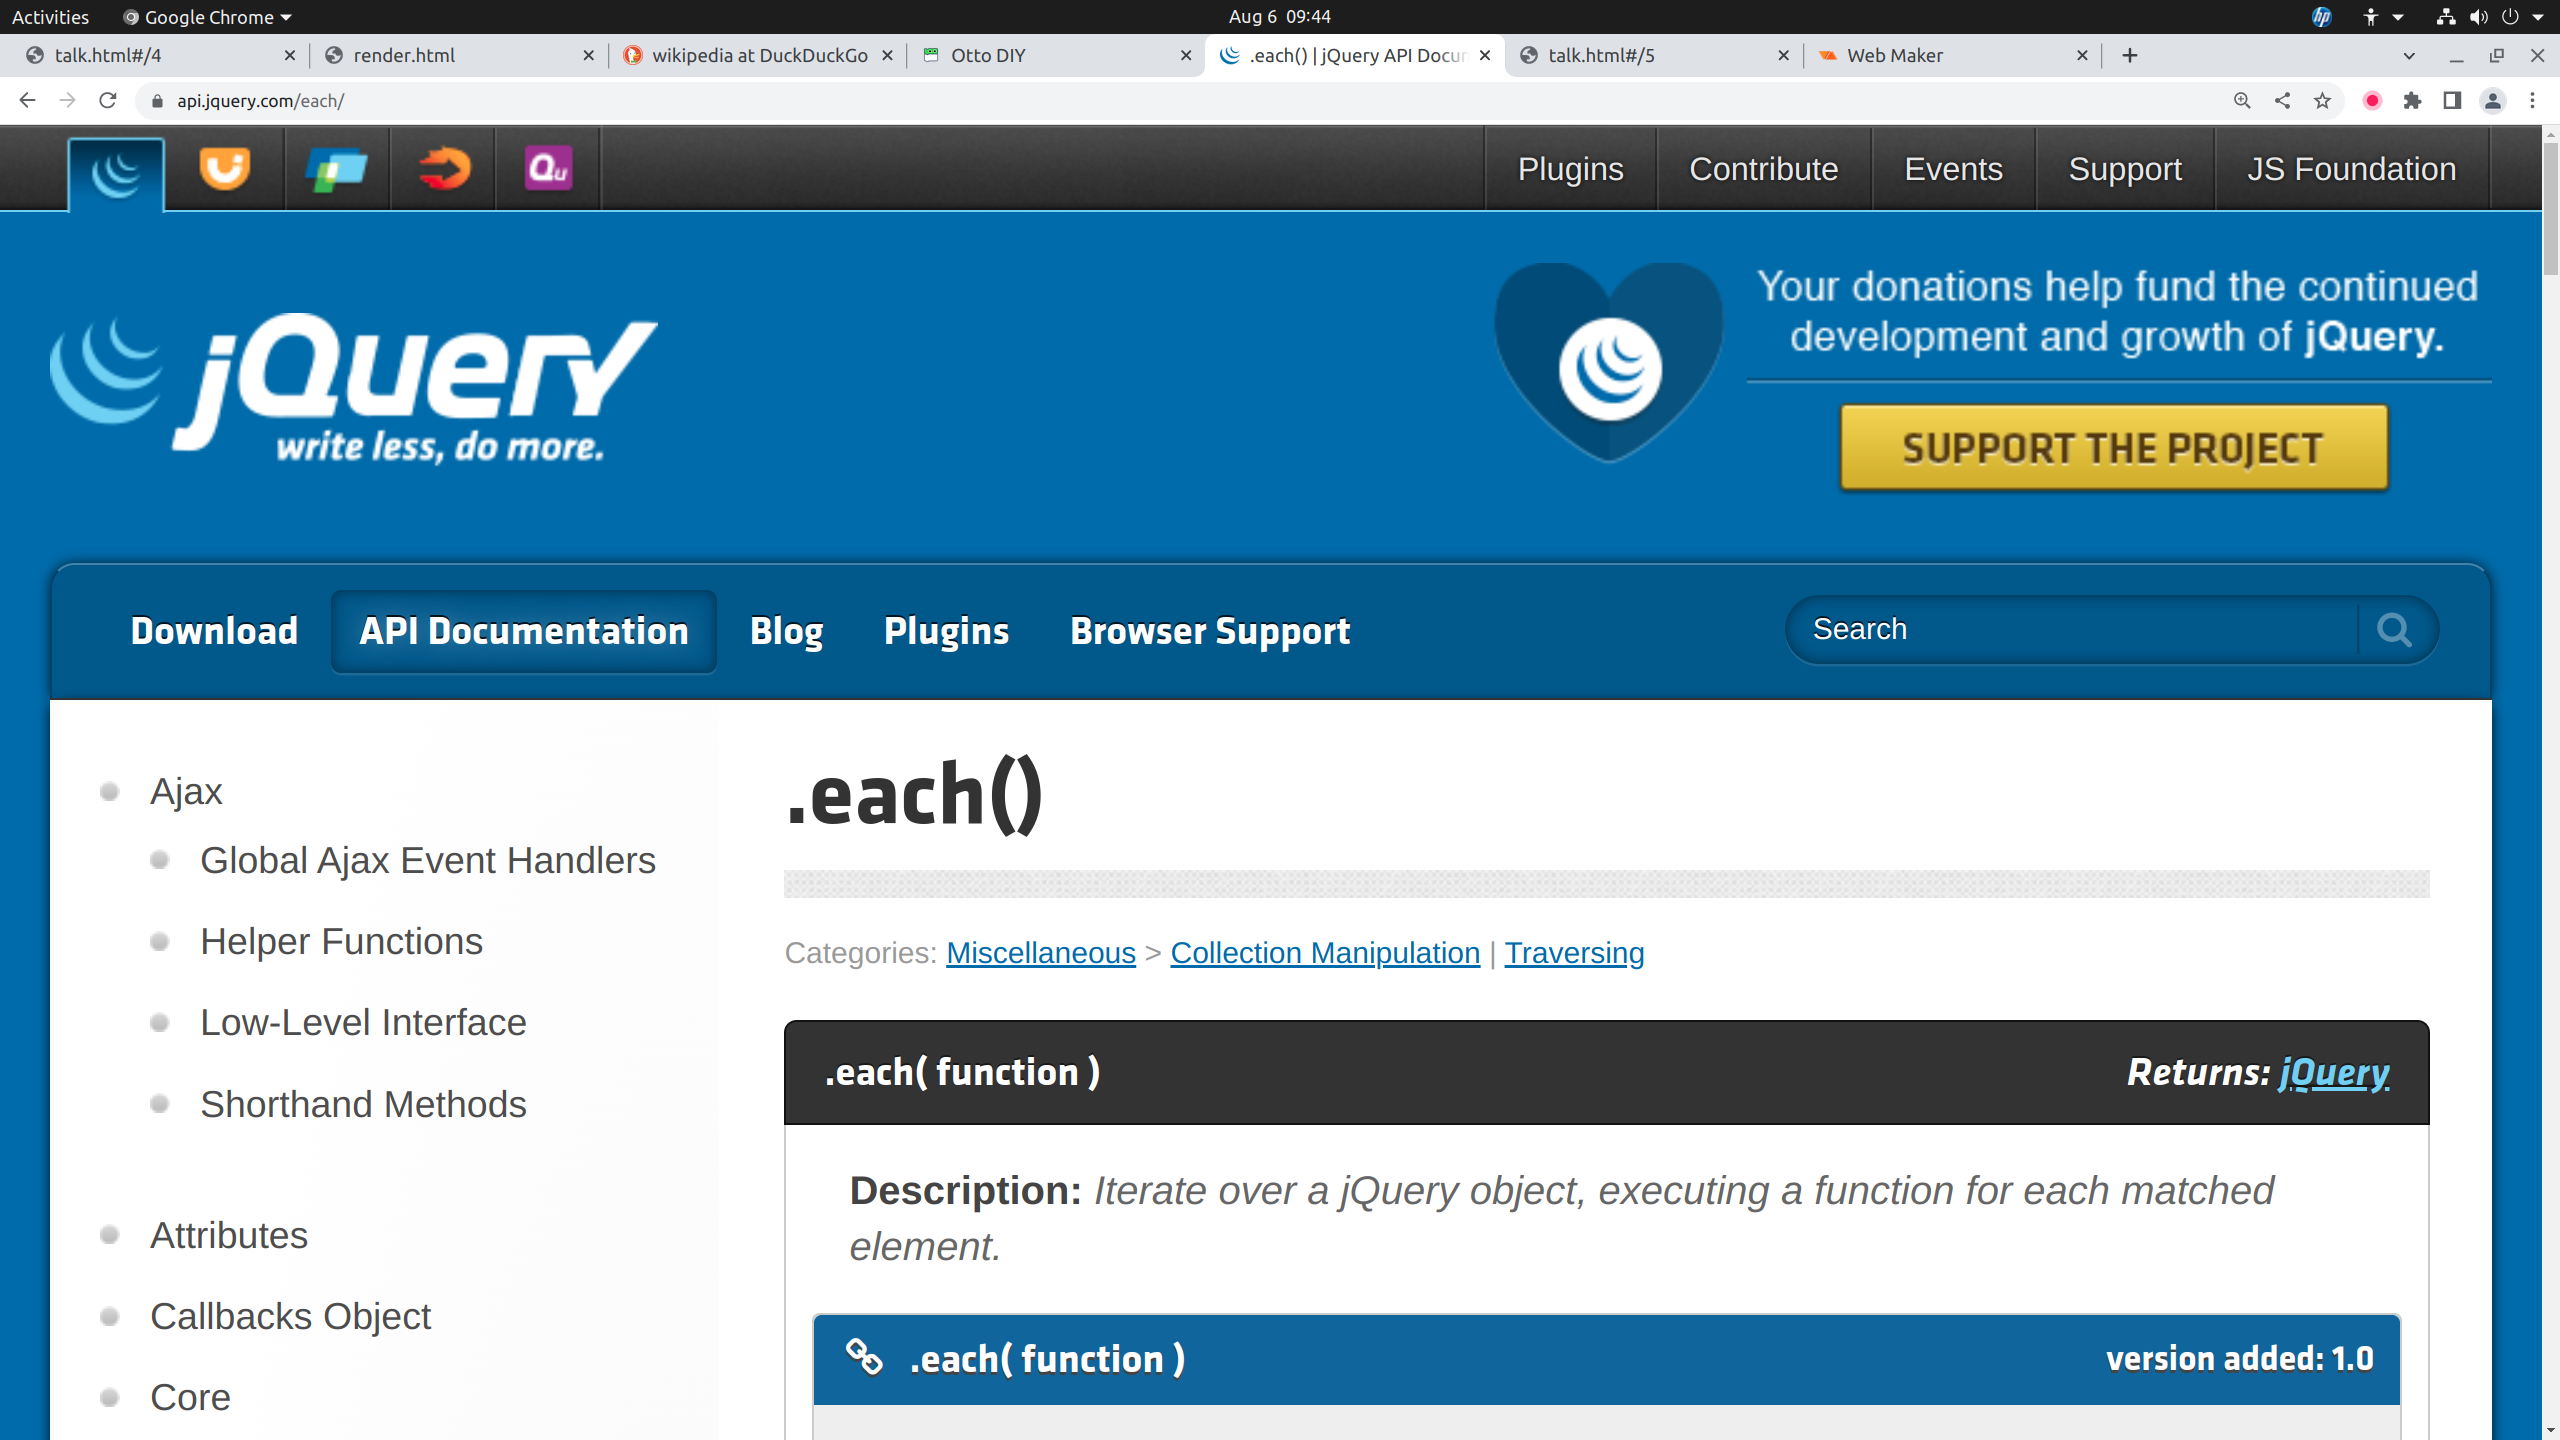 Activities
Google Chrome
Aug 6 09:44
talk.html#/4
render.html
wikipedia at DuckDuckGo
Otto DIY
.each() | jQuery API Docum
talk.html#/5
Web Maker
api.jquery.com/each/
Plugins
Contribute
Events
Support
JS Foundation
jQuery
write less, do more.
Your donations help fund the continued
development and growth of jQuery.
SUPPORT THE PROJECT
Download
API Documentation
Blog
Plugins
Browser Support
Search
Ajax
Global Ajax Event Handlers
Helper Functions
Low-Level Interface
Shorthand Methods
Attributes
Callbacks Object
Core
.each()
Categories: Miscellaneous > Collection Manipulation | Traversing
.each( function )
Returns: jQuery
Description: Iterate over a jQuery object, executing a function for each matched
element.
.each( function )
version added: 1.0